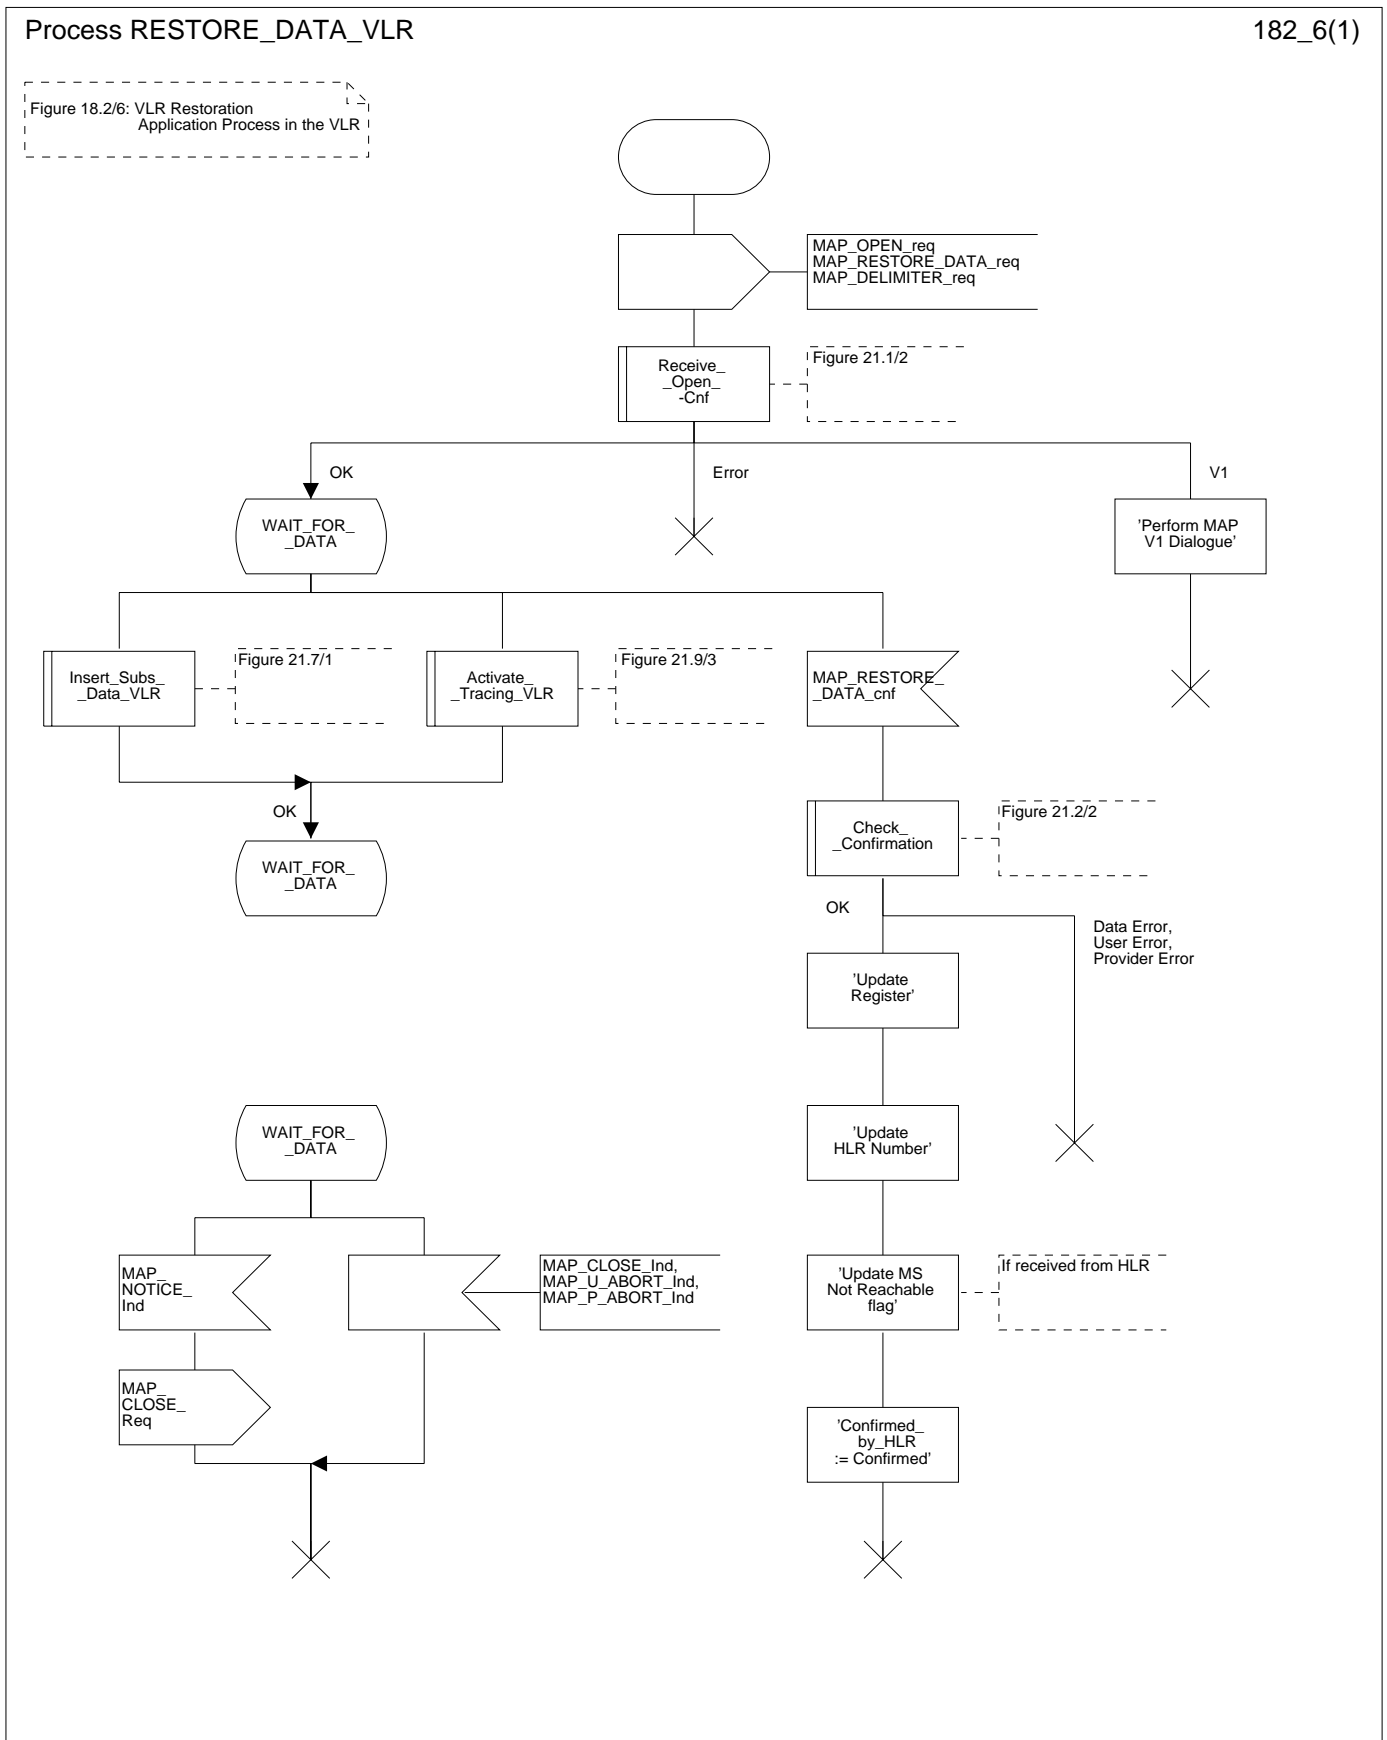 Process RESTORE_DATA_VLR
182_6(1)
Figure 18.2/6: VLR Restoration
Application Process in the VLR
MAP_OPEN_req
MAP_RESTORE_DATA_req
MAP_DELIMITER_req
Receive_
_Open_
-Cnf
Figure 21.1/2
OK
Error
V1
WAIT_FOR_
_DATA
'Perform MAP
V1 Dialogue'
Insert_Subs_
_Data_VLR
Figure 21.7/1
Activate_
_Tracing_VLR
Figure 21.9/3
MAP_RESTORE_
_DATA_cnf
OK
WAIT_FOR_
_DATA
Check_
_Confirmation
Figure 21.2/2
OK
Data Error,
User Error,
Provider Error
'Update
Register'
WAIT_FOR_
_DATA
'Update
HLR Number'
MAP_
NOTICE_
Ind
MAP_CLOSE_Ind,
MAP_U_ABORT_Ind,
MAP_P_ABORT_Ind
'Update MS
Not Reachable
flag'
If received from HLR
MAP_
CLOSE_
Req
'Confirmed_
by_HLR
:= Confirmed'